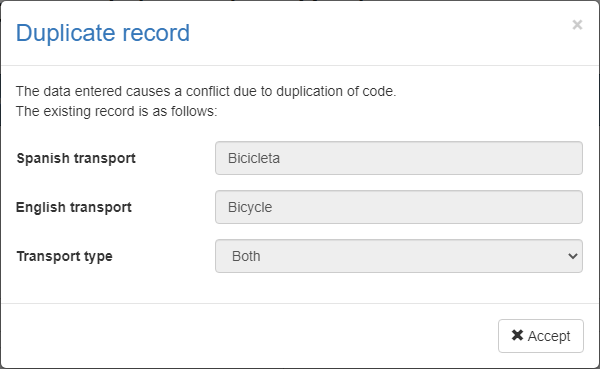 Duplicate record
×
The data entered causes a conflict due to duplication of code.
The existing record is as follows:
Spanish transport Bicicleta
English transport Bicycle
Transport type Both
✖ Accept